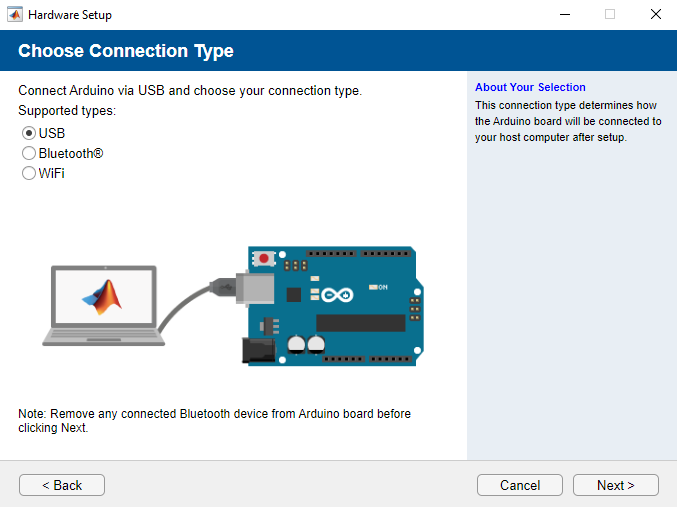 Hardware Setup
Choose Connection Type
Connect Arduino via USB and choose your connection type.
Supported types:
USB
Bluetooth®
WiFi
ON
Note: Remove any connected Bluetooth device from Arduino board before
clicking Next.
About Your Selection
This connection type determines how
the Arduino board will be connected to
your host computer after setup.
< Back
Cancel
Next >